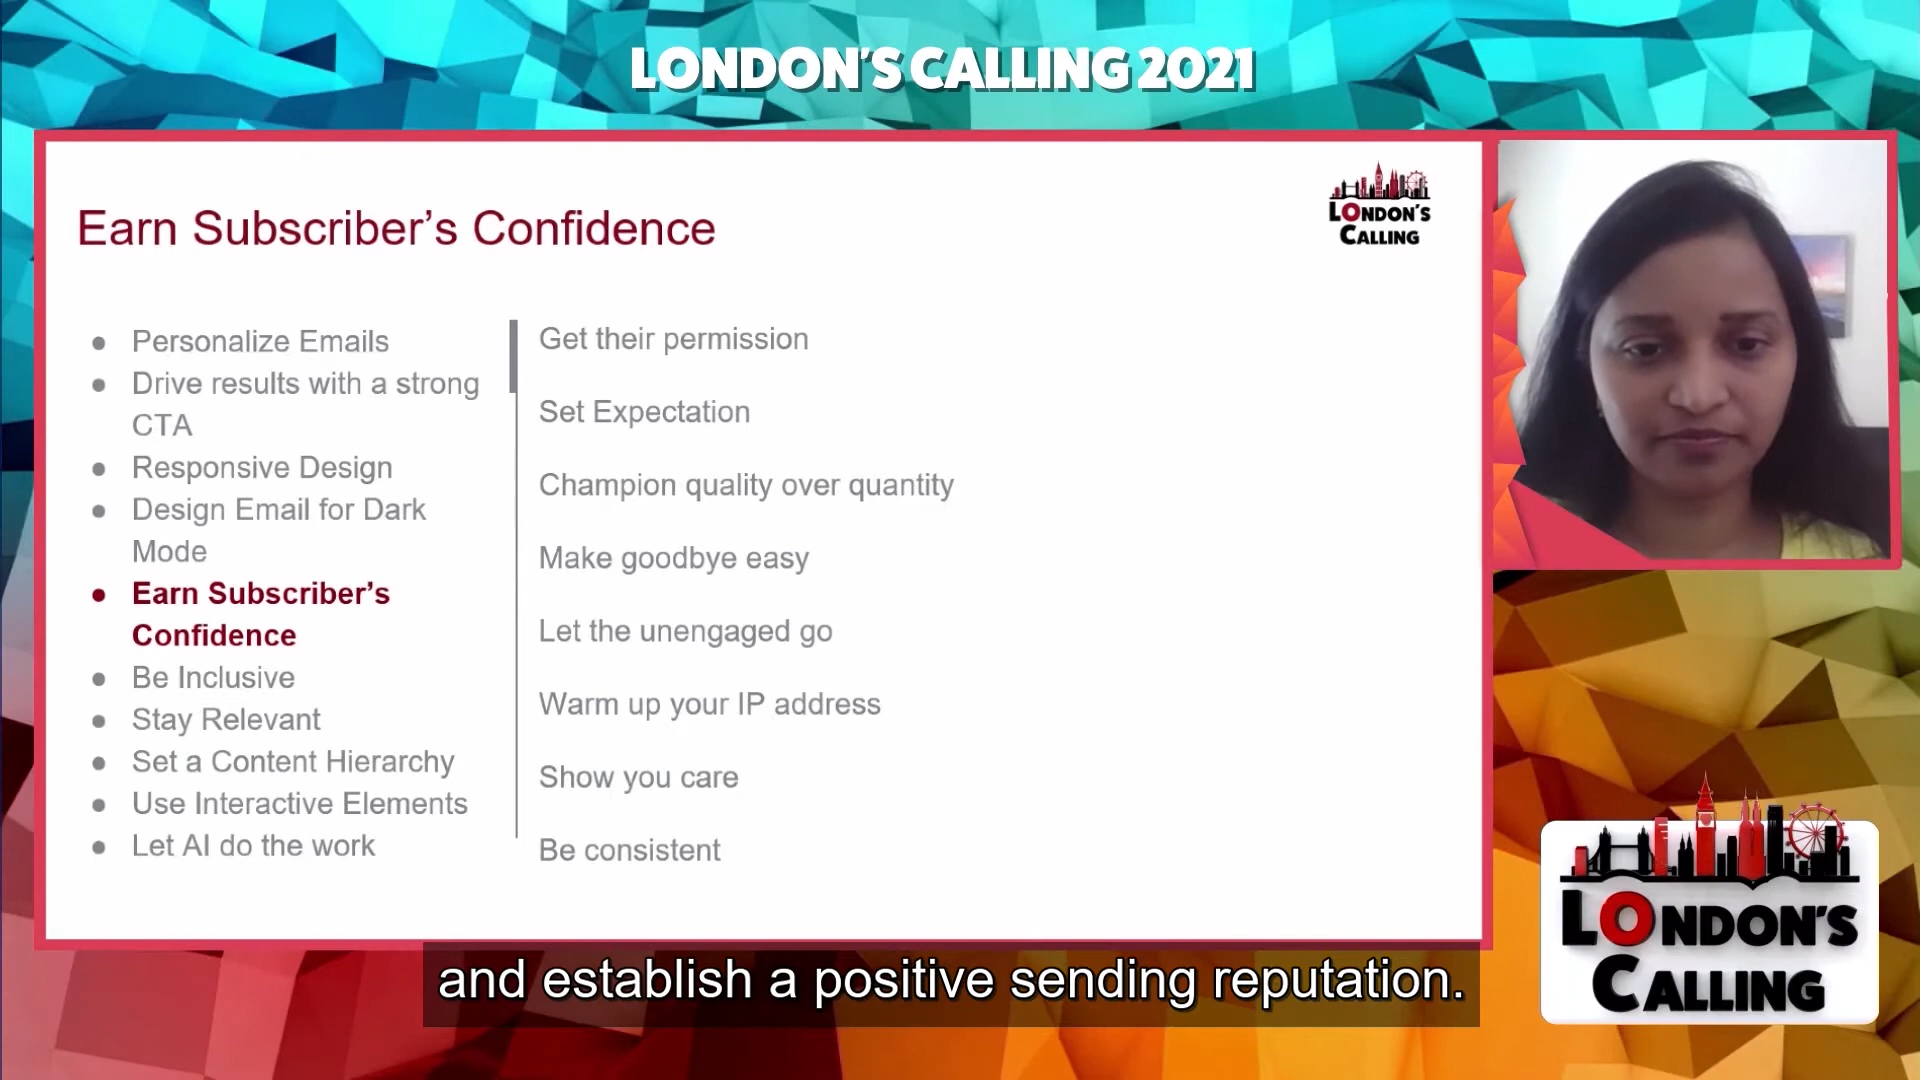 LONDON'S CALLING 2021
Earn Subscriber's Confidence
LONDON'S
CALLING
● Personalize Emails
● Drive results with a strong
CTA
● Responsive Design
● Design Email for Dark
Mode
● Earn Subscriber's
Confidence
● Be Inclusive
● Stay Relevant
● Set a Content Hierarchy
● Use Interactive Elements
● Let AI do the work
Get their permission
Set Expectation
Champion quality over quantity
Make goodbye easy
Let the unengaged go
Warm up your IP address
Show you care
Be consistent
LONDON'S
CALLING
and establish a positive sending reputation.